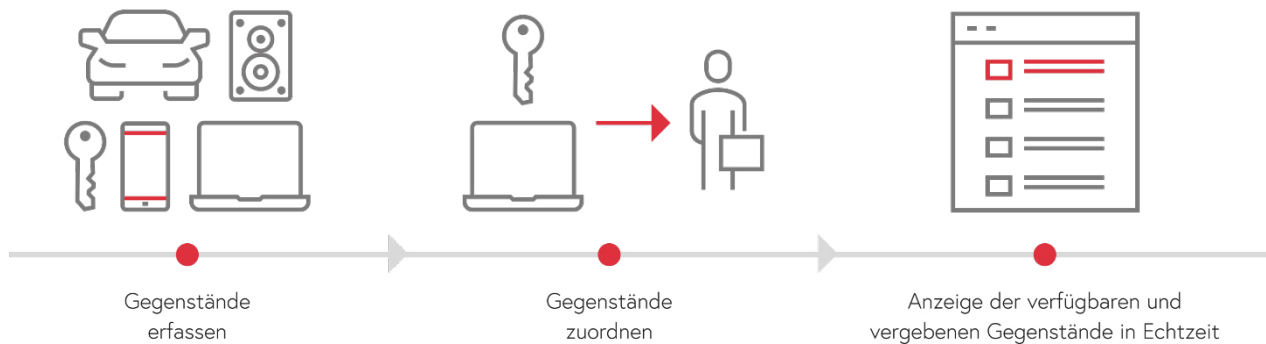 Gegenstände
erfassen
Gegenstände
zuordnen
Anzeige der verfügbaren und
vergebenen Gegenstände in Echtzeit